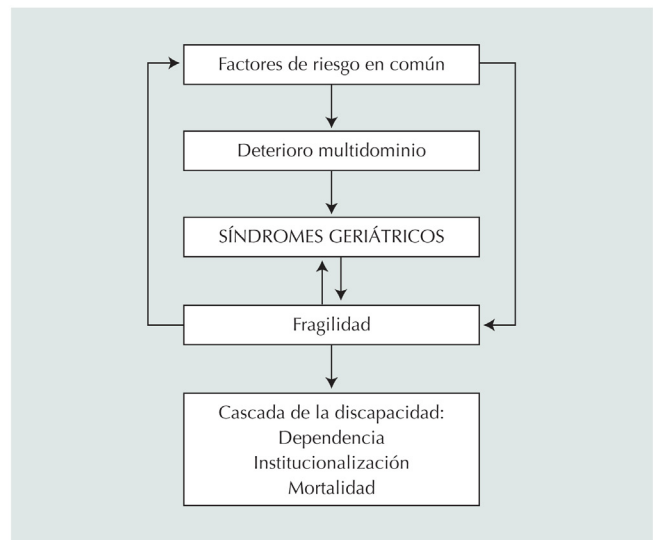 Factores de riesgo en común
Deterioro multidominio
SÍNDROMES GERIÁTRICOS
Fragilidad
Cascada de la discapacidad:
Dependencia
Institucionalización
Mortalidad